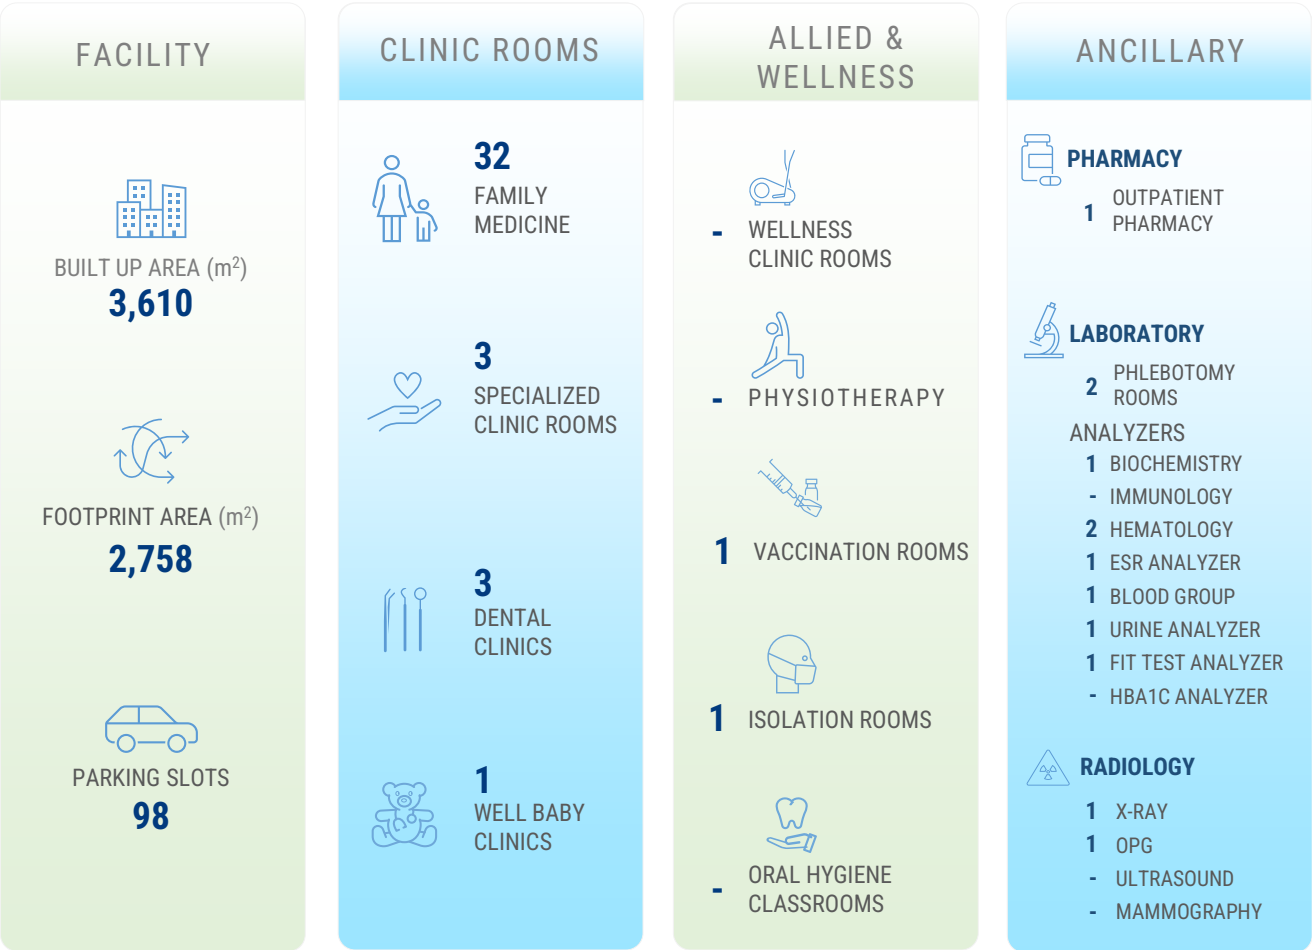 FACILITY
BUILT UP AREA (m²)
3,610
FOOTPRINT AREA (m²)
2,758
PARKING SLOTS
98
CLINIC ROOMS
32
FAMILY
MEDICINE
3
SPECIALIZED
CLINIC ROOMS
3
DENTAL
CLINICS
1
WELL BABY
CLINICS
ALLIED &
WELLNESS
- WELLNESS
CLINIC ROOMS
- PHYSIOTHERAPY
1 VACCINATION ROOMS
1 ISOLATION ROOMS
- ORAL HYGIENE
CLASSROOMS
ANCILLARY
PHARMACY
1 OUTPATIENT
PHARMACY
LABORATORY
2 PHLEBOTOMY
ROOMS
ANALYZERS
1 BIOCHEMISTRY
- IMMUNOLOGY
2 HEMATOLOGY
1 ESR ANALYZER
1 BLOOD GROUP
1 URINE ANALYZER
1 FIT TEST ANALYZER
- HBA1C ANALYZER
RADIOLOGY
1 X-RAY
1 OPG
- ULTRASOUND
- MAMMOGRAPHY